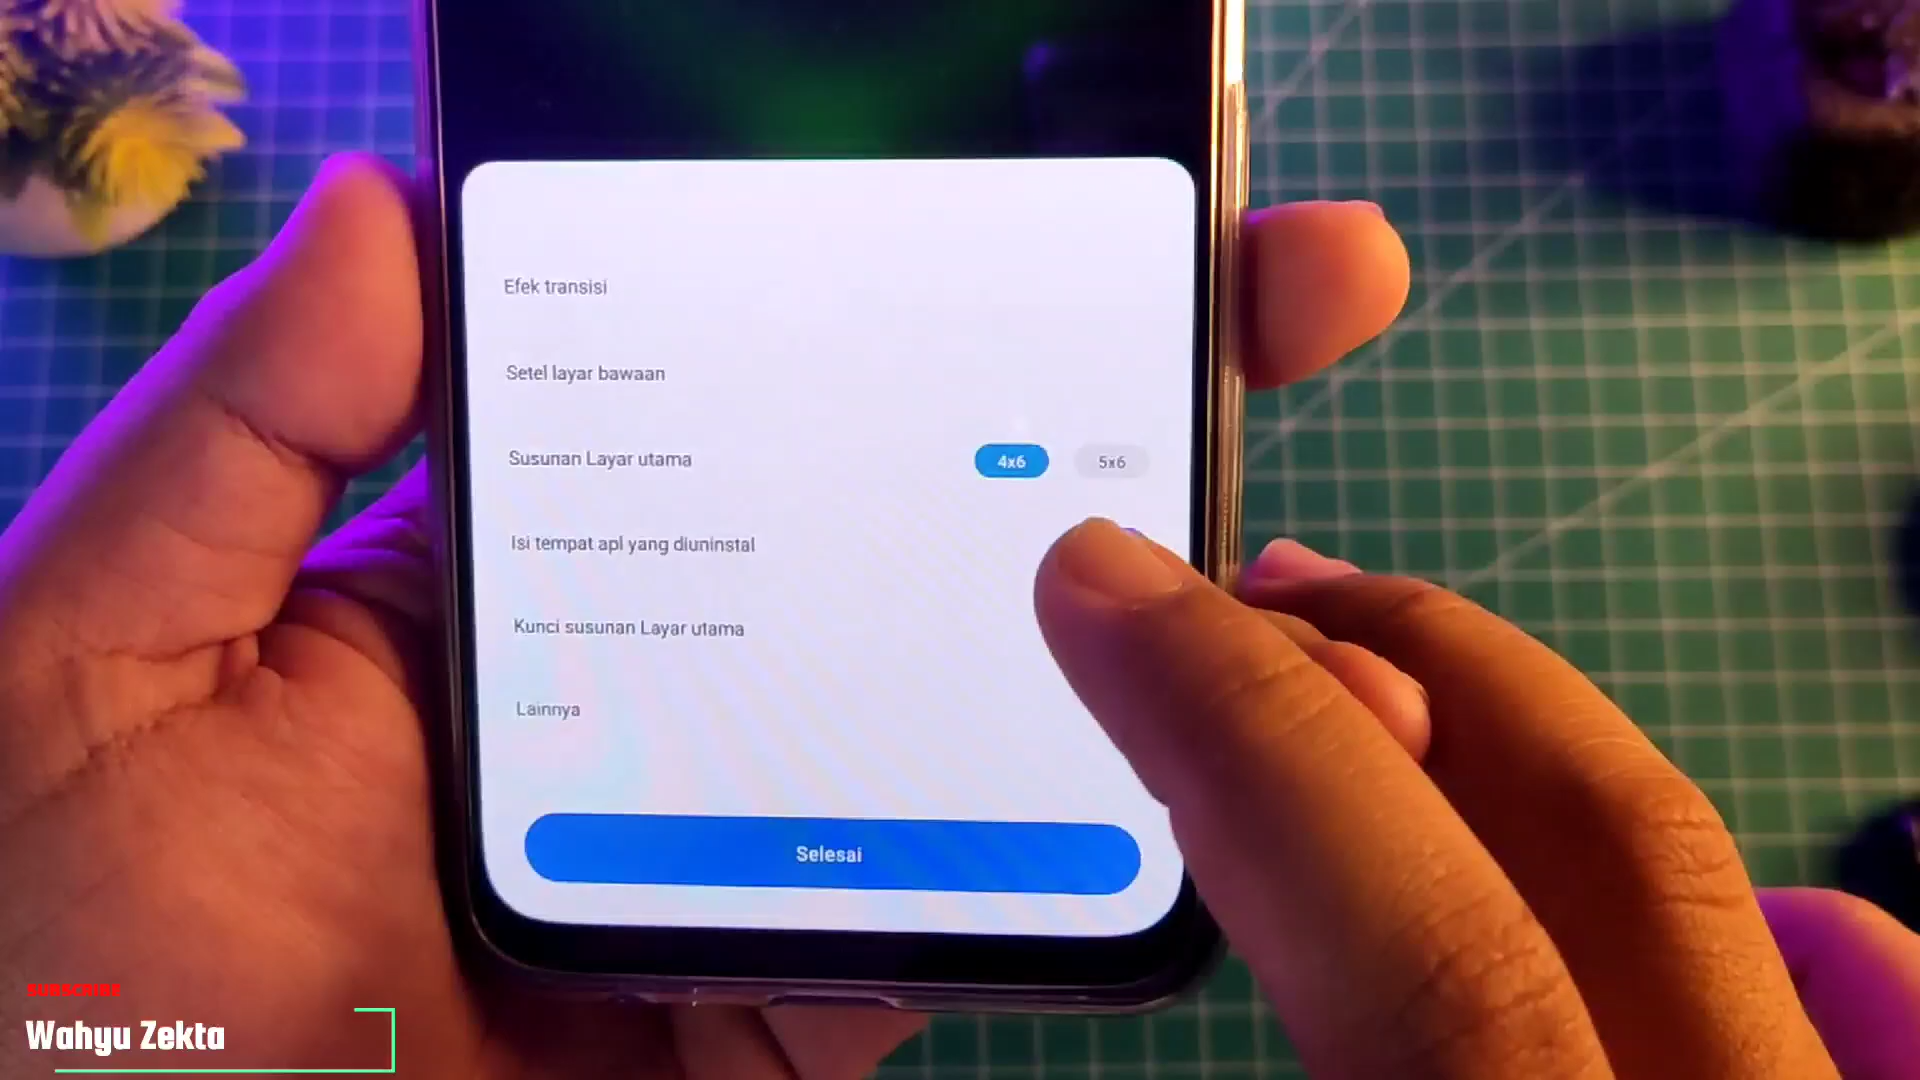 Efek transisi
Setel layar bawaan
Susunan Layar utama 4x6 5x6
Isi tempat apl yang diuninstal
Kunci susunan Layar utama
Lainnya
Selesai
SUBSCRIBE
Wahyu Zekta